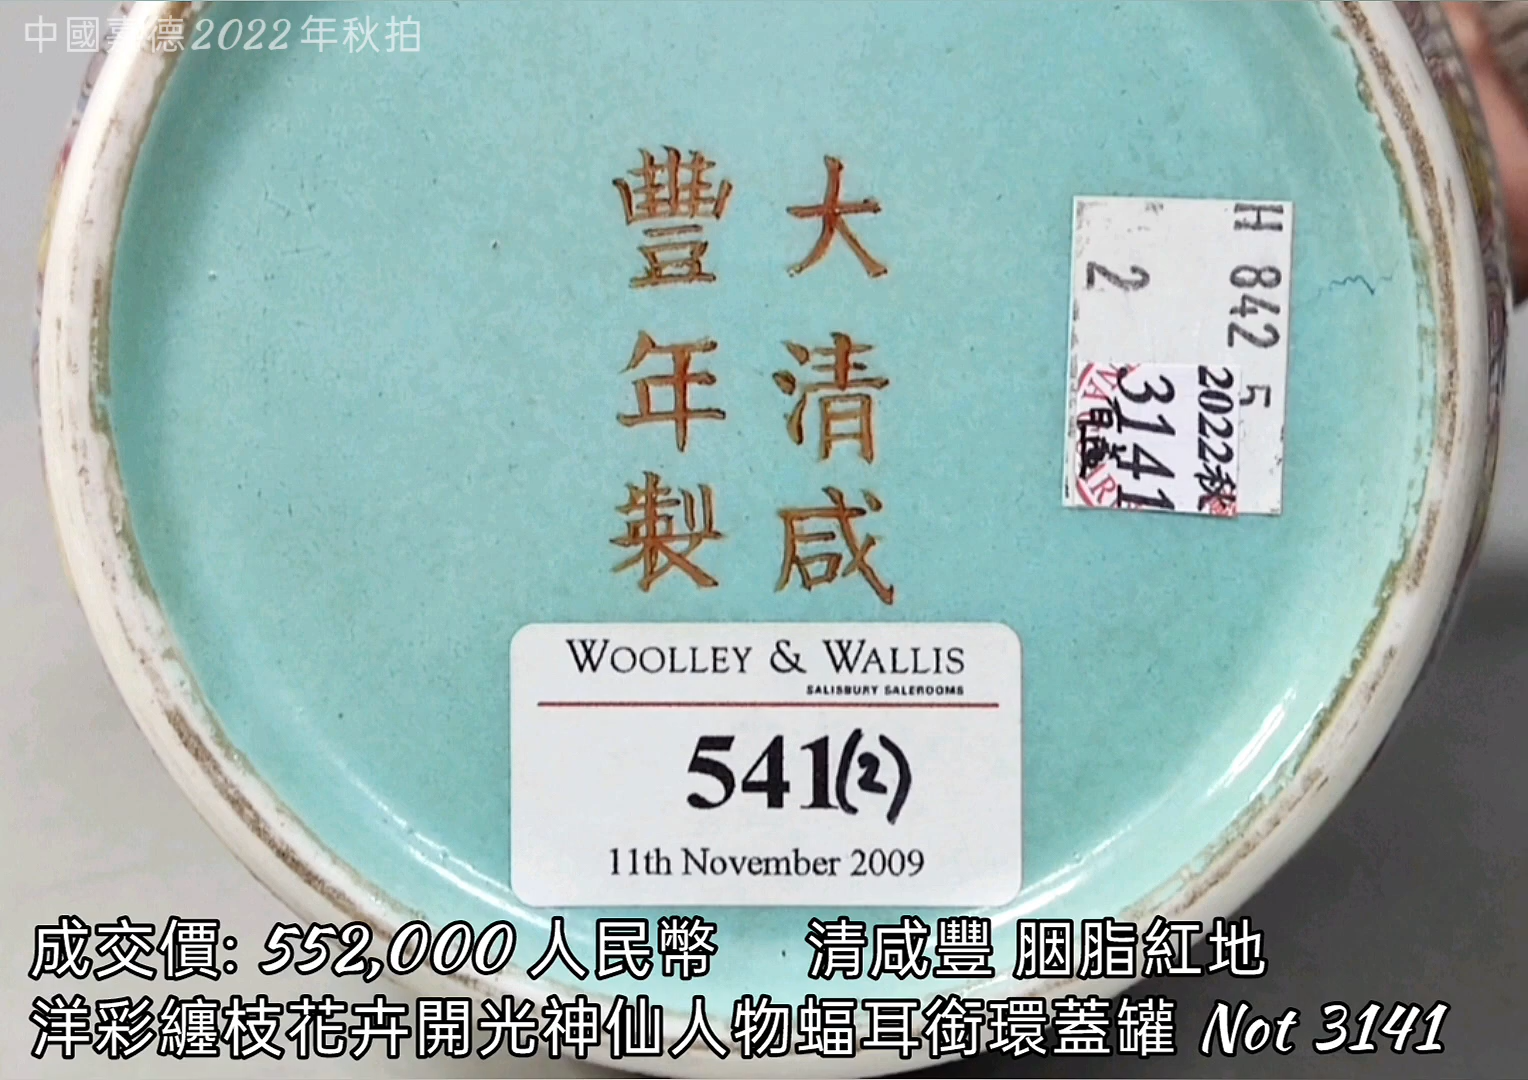 中國嘉德2022年秋拍
大清咸
豐年製
H 842
2
5
2022秋
3141
WOOLLEY & WALLIS
SALISBURY SALEROOMS
541(2)
11th November 2009
成交價: 552,000 人民幣 清咸豐 胭脂紅地
洋彩纏枝花卉開光神仙人物蝠耳銜環蓋罐 Not 3141